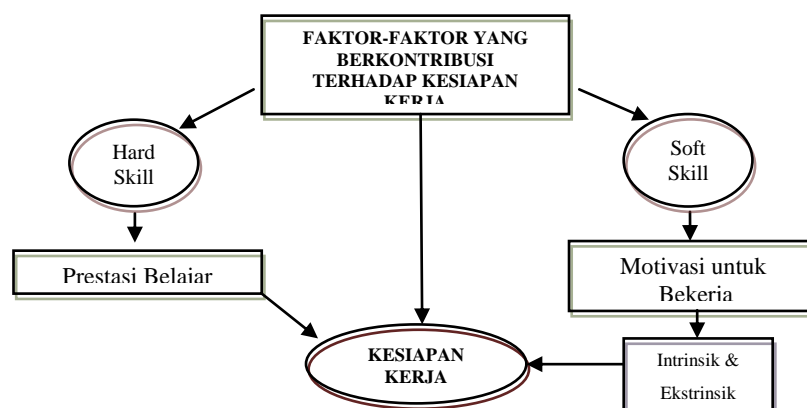 FAKTOR-FAKTOR YANG
BERKONTRIBUSI
TERHADAP KESIAPAN
KERJA
Hard
Skill
Soft
Skill
Prestasi Belajar
Motivasi untuk
Bekerja
KESIAPAN
KERJA
Intrinsik &
Ekstrinsik